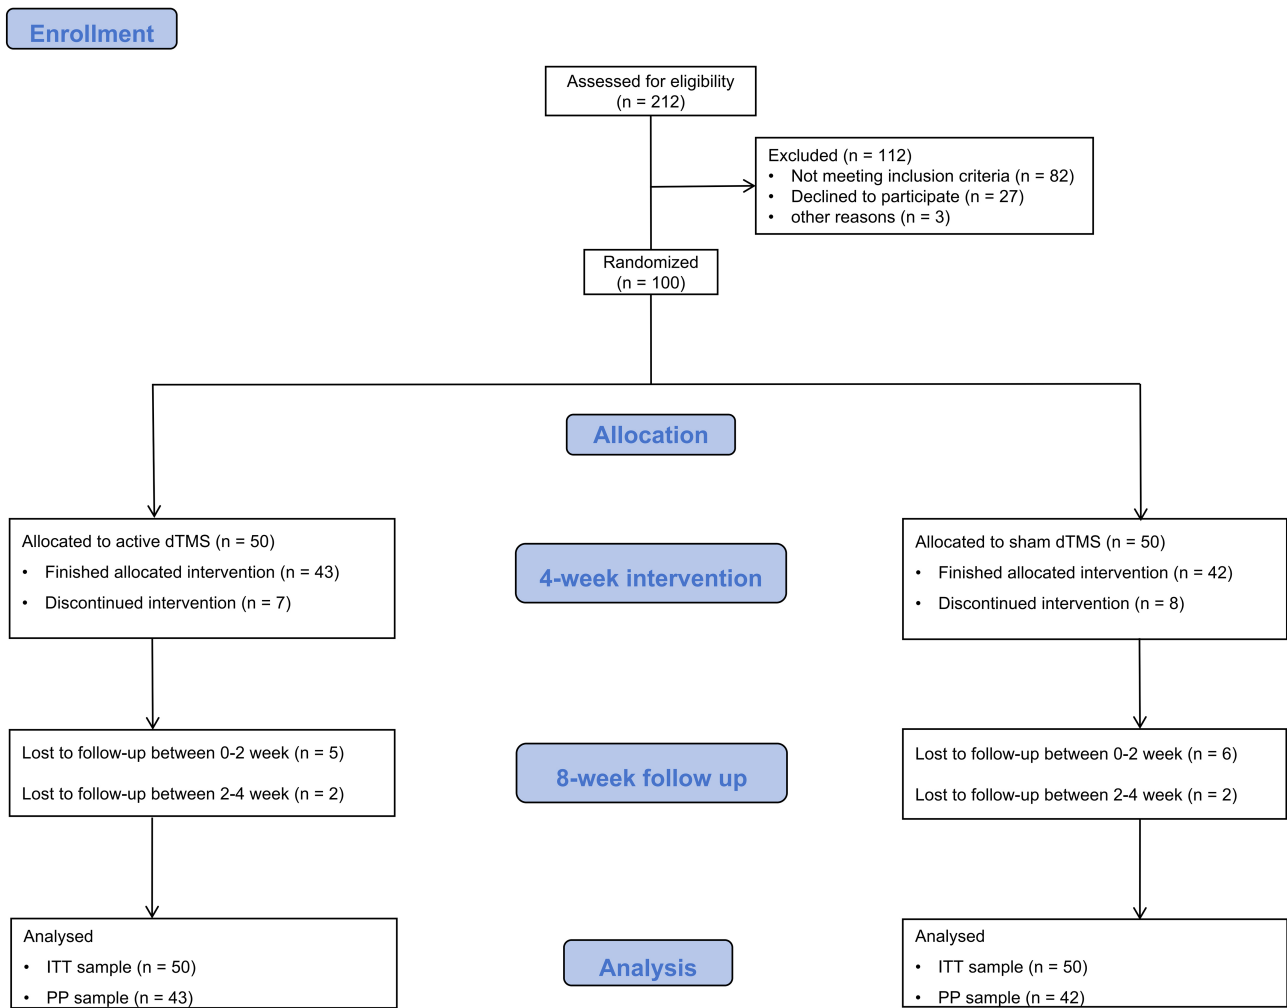 Enrollment
Assessed for eligibility
(n = 212)
Excluded (n = 112)
• Not meeting inclusion criteria (n = 82)
• Declined to participate (n = 27)
• other reasons (n = 3)
Randomized
(n = 100)
Allocation
Allocated to active dTMS (n = 50)
• Finished allocated intervention (n = 43)
• Discontinued intervention (n = 7)
4-week intervention
Allocated to sham dTMS (n = 50)
• Finished allocated intervention (n = 42)
• Discontinued intervention (n = 8)
Lost to follow-up between 0-2 week (n = 5)
Lost to follow-up between 2-4 week (n = 2)
8-week follow up
Lost to follow-up between 0-2 week (n = 6)
Lost to follow-up between 2-4 week (n = 2)
Analysed
• ITT sample (n = 50)
• PP sample (n = 43)
Analysis
Analysed
• ITT sample (n = 50)
• PP sample (n = 42)